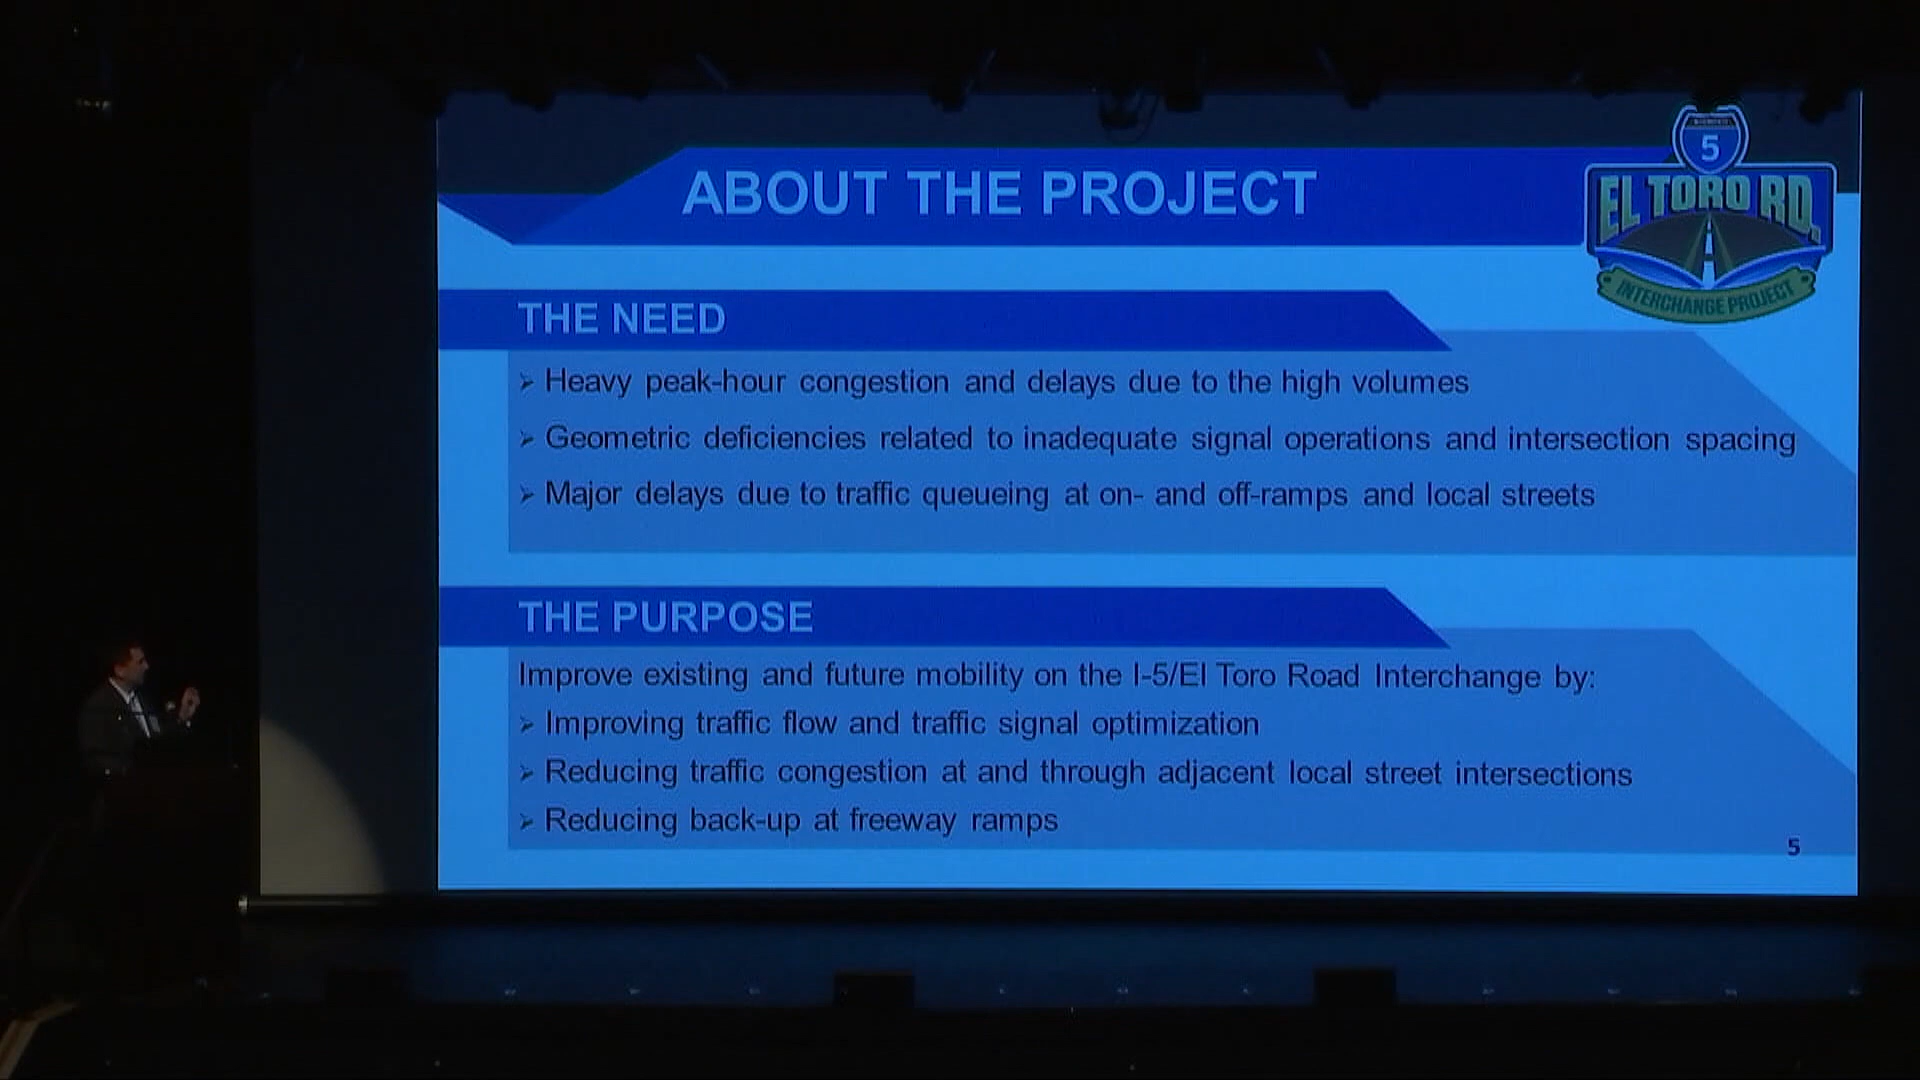 ABOUT THE PROJECT
5
EL TORO RD.
INTERCHANGE PROJECT
THE NEED
➢ Heavy peak-hour congestion and delays due to the high volumes
➢ Geometric deficiencies related to inadequate signal operations and intersection spacing
➢ Major delays due to traffic queueing at on- and off-ramps and local streets
THE PURPOSE
Improve existing and future mobility on the I-5/El Toro Road Interchange by:
➢ Improving traffic flow and traffic signal optimization
➢ Reducing traffic congestion at and through adjacent local street intersections
➢ Reducing back-up at freeway ramps
5